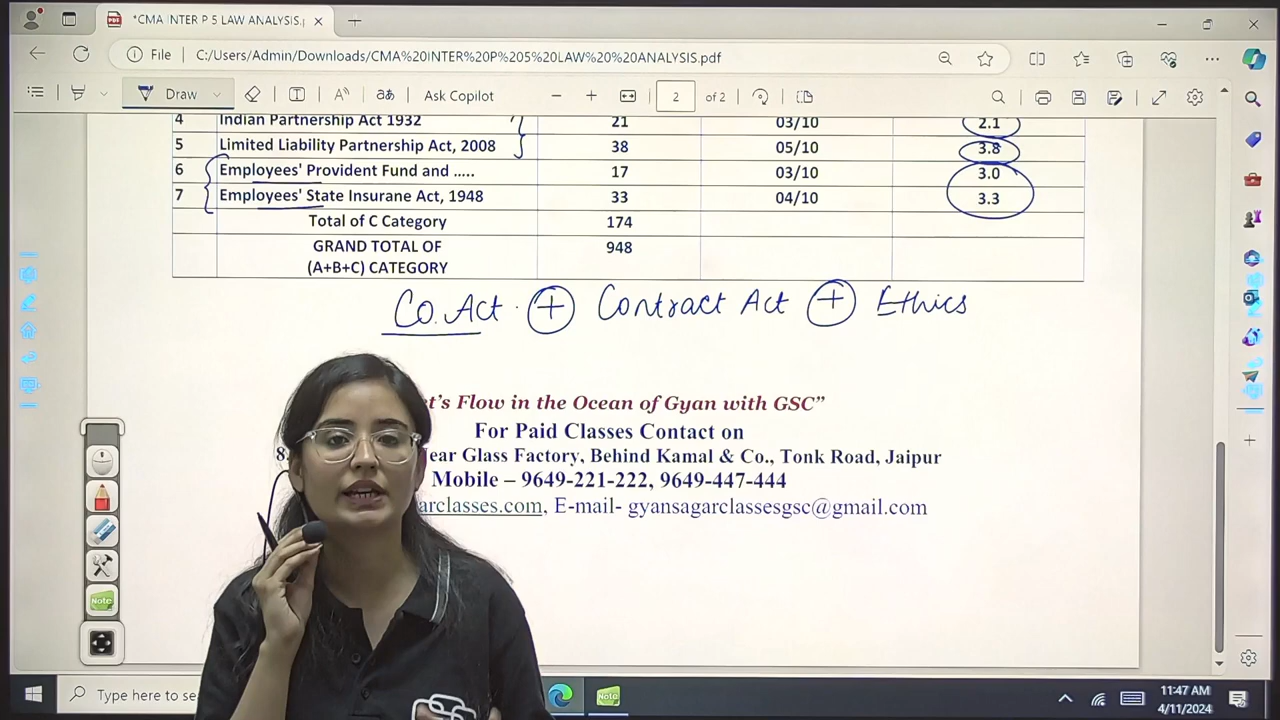 *CMA INTER P 5 LAW ANALYSIS.p
File C:/Users/Admin/Downloads/CMA%20INTER%20P%205%20LAW%20%20ANALYSIS.pdf
Draw Ask Copilot 2 of 2
4 Indian Partnership Act 1932 21 03/10 2.1
5 Limited Liability Partnership Act, 2008 38 05/10 3.8
6 Employees' Provident Fund and ..... 17 03/10 3.0
7 Employees' State Insurane Act, 1948 33 04/10 3.3
Total of C Category 174
GRAND TOTAL OF 948
(A+B+C) CATEGORY
Co. Act. + Contract Act + Ethics
t's Flow in the Ocean of Gyan with GSC"
For Paid Classes Contact on
8 ear Glass Factory, Behind Kamal & Co., Tonk Road, Jaipur
Mobile – 9649-221-222, 9649-447-444
arclasses.com, E-mail- gyansagarclassesgsc@gmail.com
Note
Type here to se
Note
11:47 AM
4/11/2024